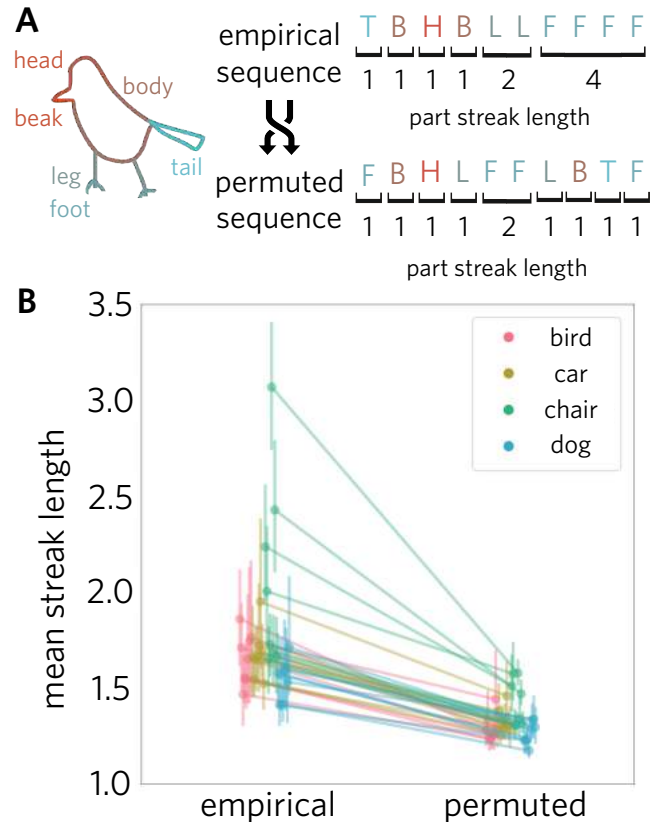 A
head
body
beak
leg
tail
foot
empirical
sequence
T B H B L L F F F F
1 1 1 1 2 4
part streak length
permuted
sequence
F B H L F F L B T F
1 1 1 1 2 1 1 1 1
part streak length
B
mean streak length
3.5
3.0
2.5
2.0
1.5
1.0
bird
car
chair
dog
empirical
permuted